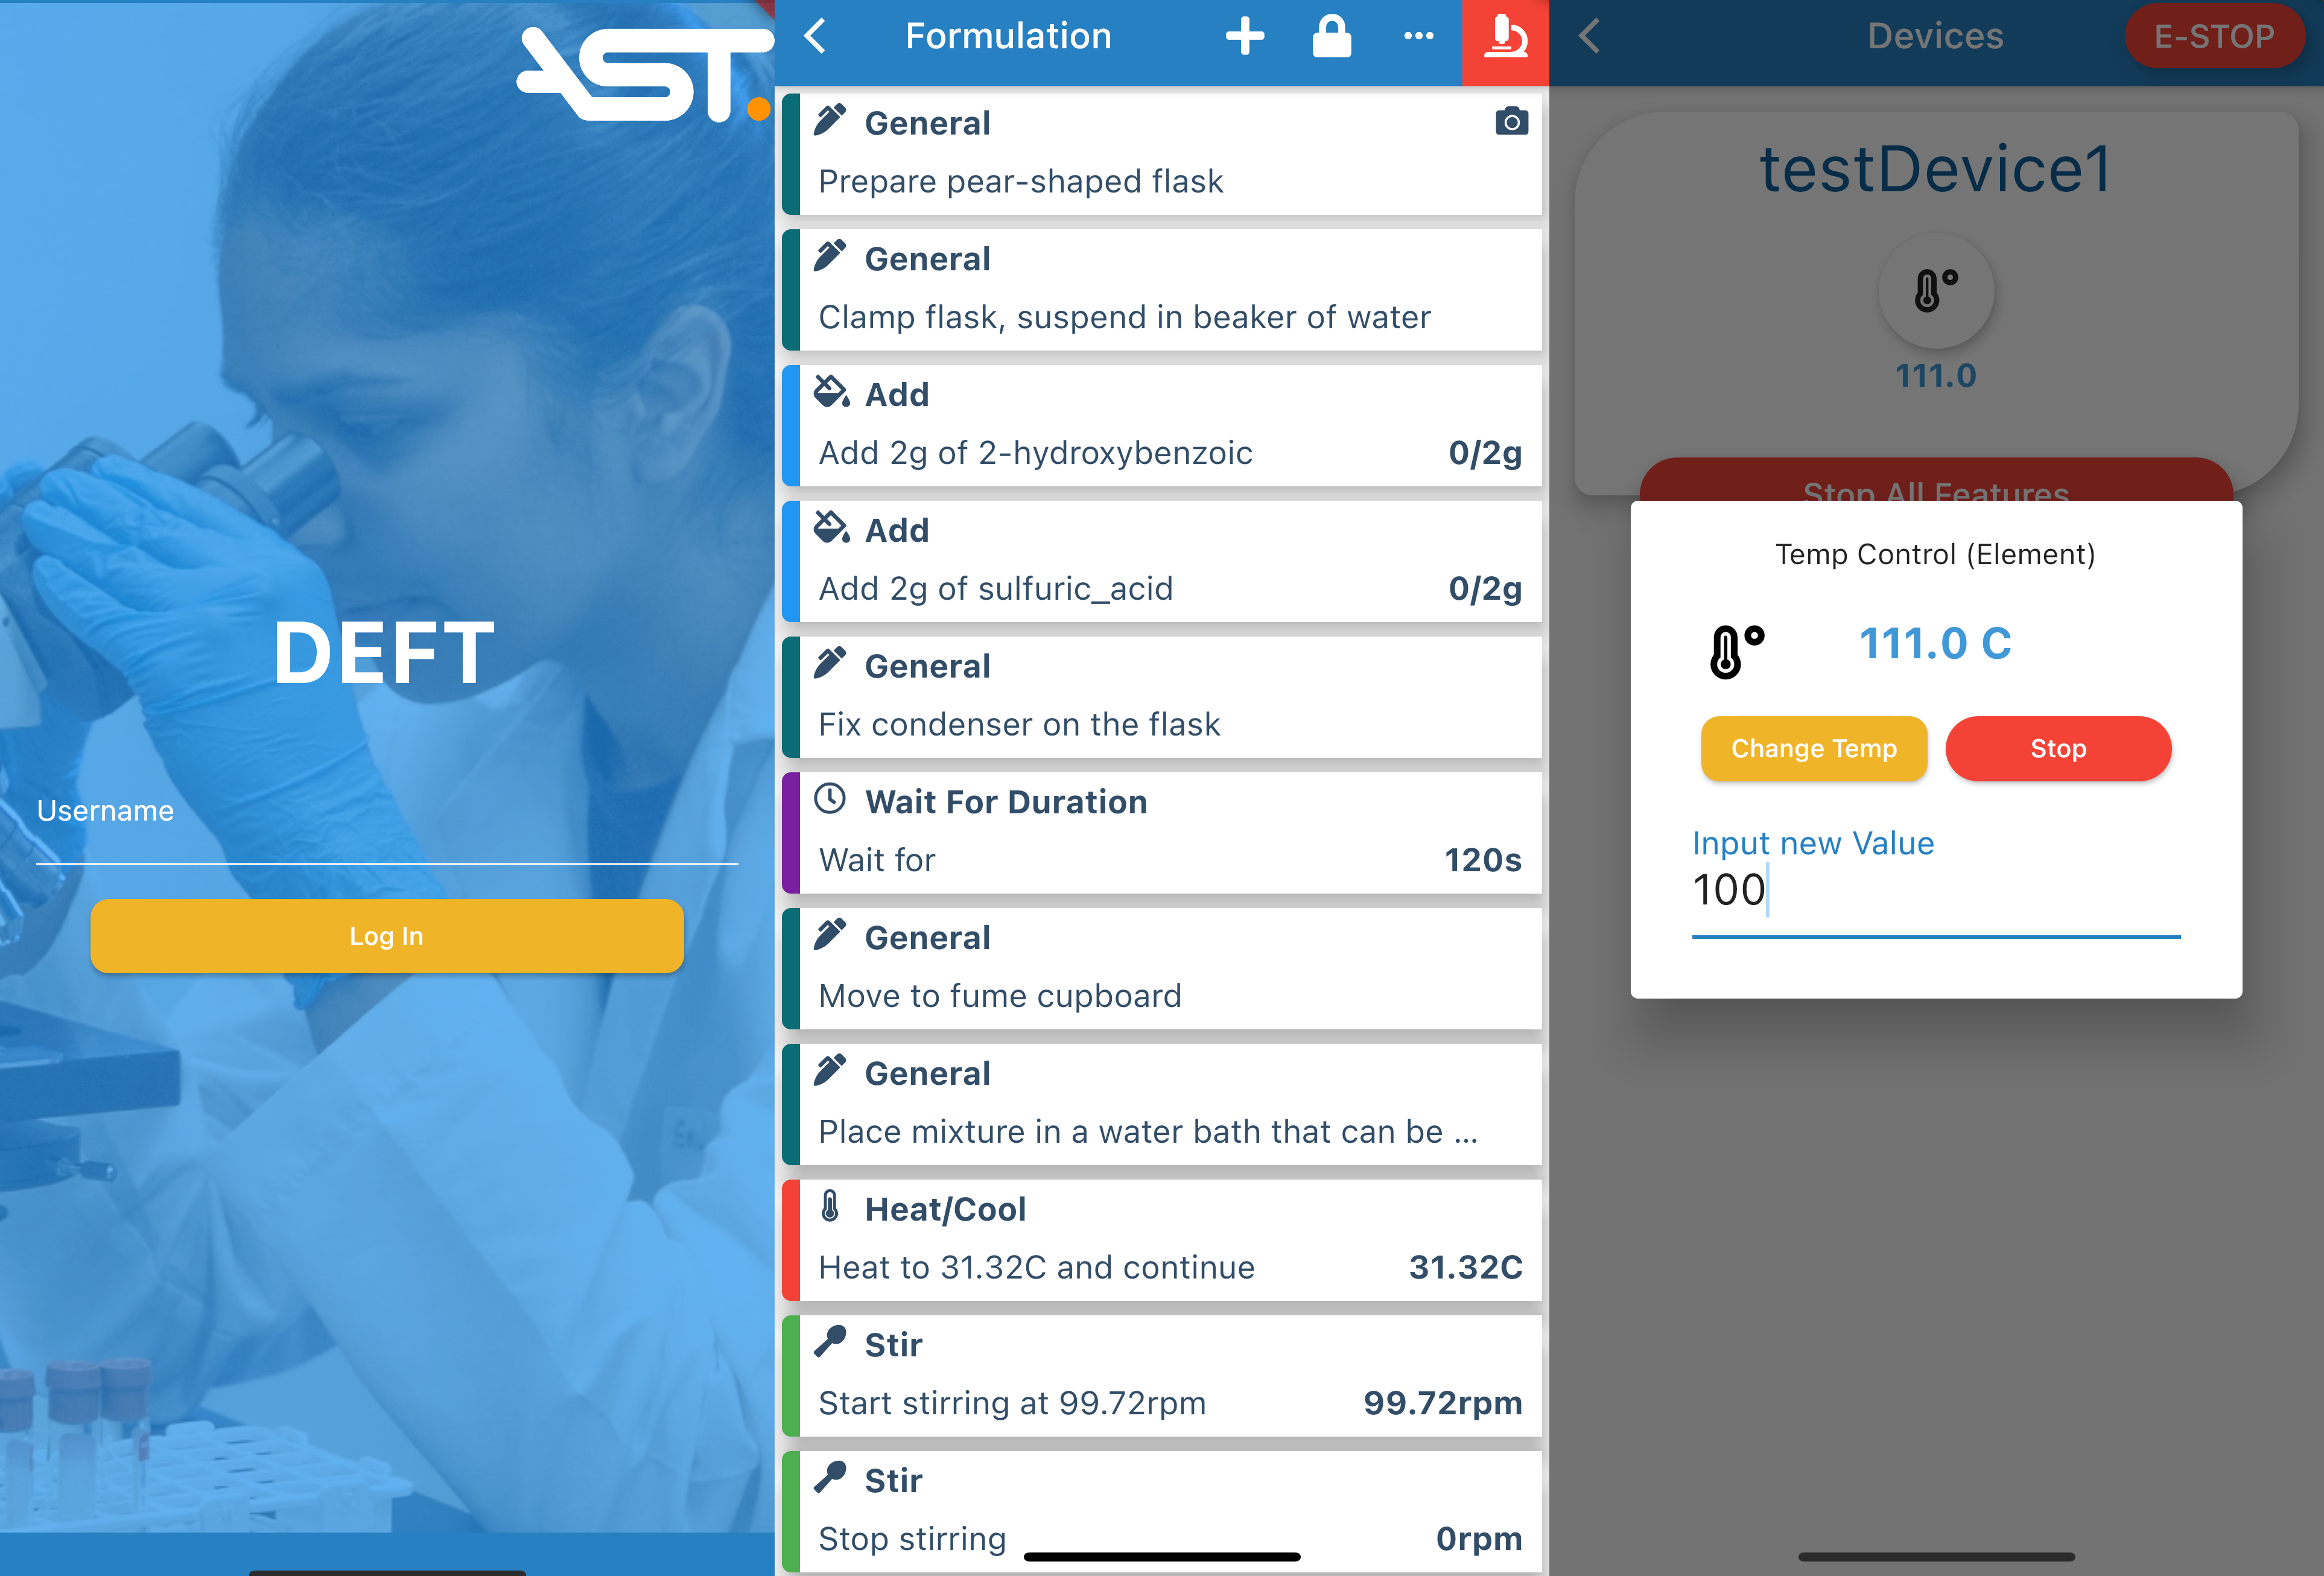 AST.
DEFT
Username
Log In
Formulation
General
Prepare pear-shaped flask
General
Clamp flask, suspend in beaker of water
Add
Add 2g of 2-hydroxybenzoic 0/2g
Add
Add 2g of sulfuric_acid 0/2g
General
Fix condenser on the flask
Wait For Duration
Wait for 120s
General
Move to fume cupboard
General
Place mixture in a water bath that can be ...
Heat/Cool
Heat to 31.32C and continue 31.32C
Stir
Start stirring at 99.72rpm 99.72rpm
Stir
Stop stirring 0rpm
Devices E-STOP
testDevice1
111.0
Stop All Features
Temp Control (Element)
111.0 C
Change Temp Stop
Input new Value
100